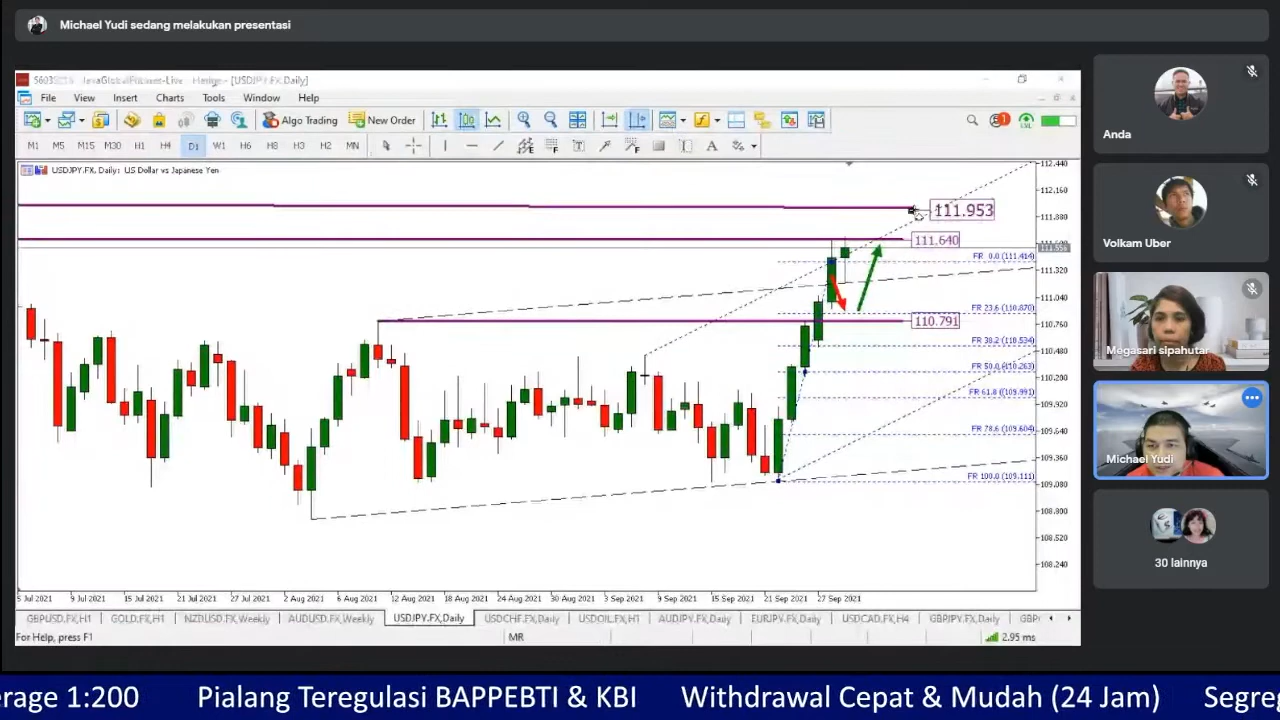 Michael Yudi sedang melakukan presentasi
JavaGlobalFutures-Live - Hedge - [USDJPY.FX,Daily]
File View Insert Charts Tools Window Help
Algo Trading New Order
1
LVL
M1 M5 M15 M30 H1 H4 D1 W1 H6 H8 H3 H2 MN
USDJPY.FX, Daily: US Dollar vs Japanese Yen
112.440
112.160
111.953
111.880
111.640
FR 0.0 (111.414)
111.320
111.040
FR 23.6 (110.870)
110.791
110.760
FR 38.2 (110.534)
110.480
FR 50.0 (110.263)
110.200
FR 61.8 (109.991)
109.920
FR 78.6 (109.604)
109.640
109.360
FR 100.0 (109.111)
109.080
108.800
108.520
108.240
5 Jul 2021 9 Jul 2021 15 Jul 2021 21 Jul 2021 27 Jul 2021 2 Aug 2021 6 Aug 2021 12 Aug 2021 18 Aug 2021 24 Aug 2021 30 Aug 2021 3 Sep 2021 9 Sep 2021 15 Sep 2021 21 Sep 2021 27 Sep 2021
GBPUSD.FX,H1 GOLD.FX,H1 NZDUSD.FX,Weekly AUDUSD.FX,Weekly USDJPY.FX,Daily USDCHF.FX,Daily USOIL.FX,H1 AUDJPY.FX,Daily EURJPY.FX,Daily USDCAD.FX,H4 GBPJPY.FX,Daily GBP
For Help, press F1 MR 2.95 ms
Anda
Volkam Uber
Megasari sipahutar
Michael Yudi
30 lainnya
erage 1:200 Pialang Teregulasi BAPPEBTI & KBI Withdrawal Cepat & Mudah (24 Jam) Segreg